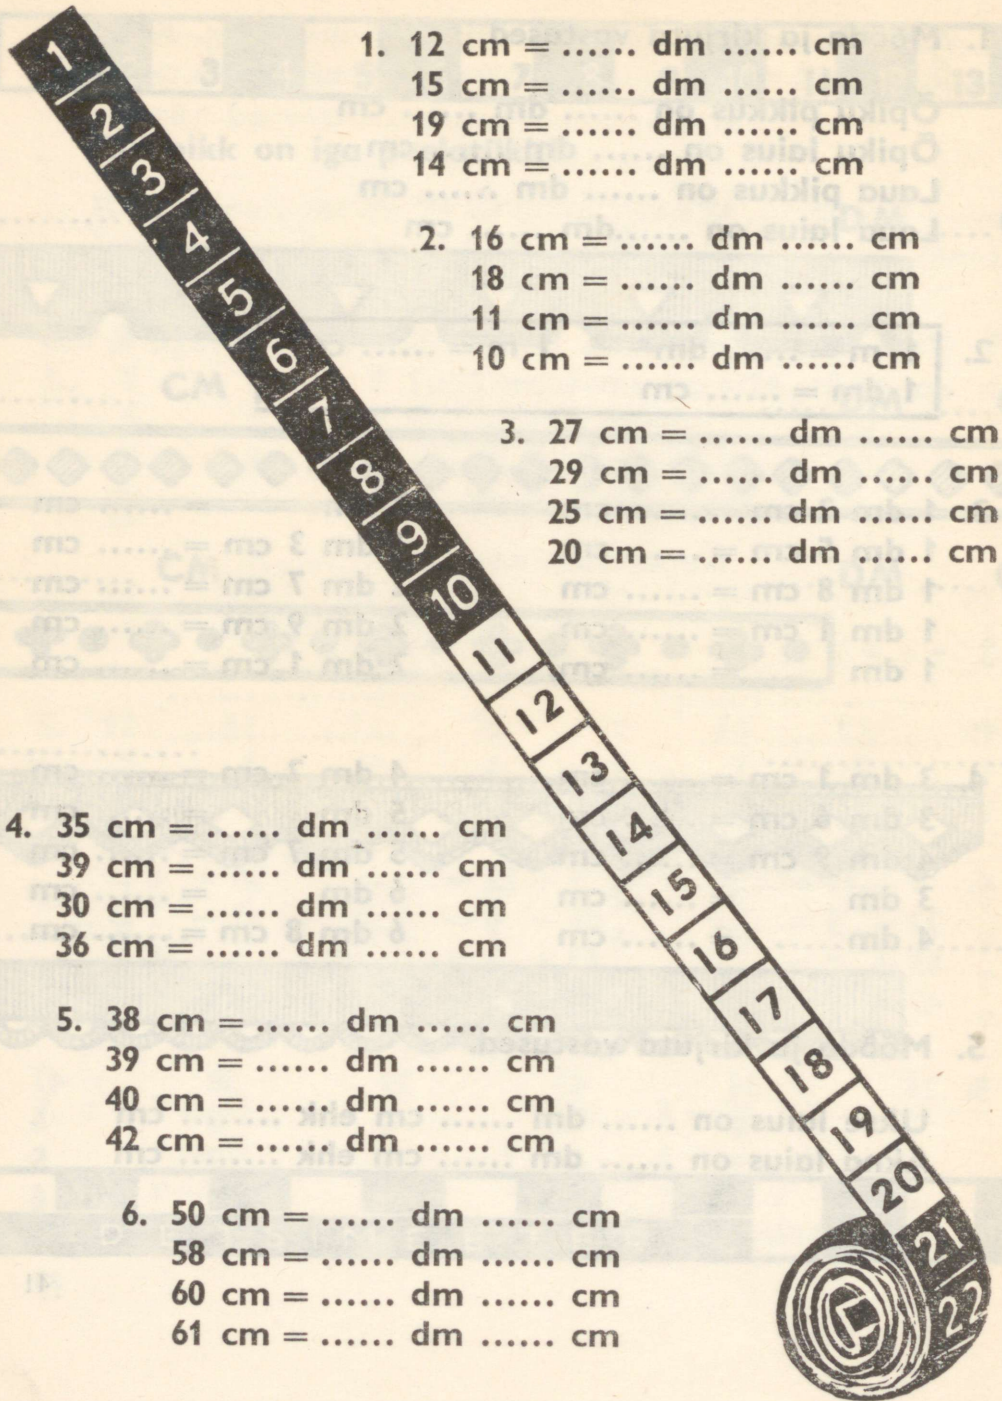 1. 12 cm = ...... dm ...... cm
15 cm = ...... dm ...... cm
19 cm = ...... dm ...... cm
14 cm = ...... dm ...... cm
2. 16 cm = ...... dm ...... cm
18 cm = ...... dm ...... cm
11 cm = ...... dm ...... cm
10 cm = ...... dm ...... cm
3. 27 cm = ...... dm ...... cm
29 cm = ...... dm ...... cm
25 cm = ...... dm ...... cm
20 cm = ...... dm ...... cm
1
2
3
4
5
6
7
8
9
10
11
12
13
14
15
16
17
18
19
20
21
22
4. 35 cm = ...... dm ...... cm
39 cm = ...... dm ...... cm
30 cm = ...... dm ...... cm
36 cm = ...... dm ...... cm
5. 38 cm = ...... dm ...... cm
39 cm = ...... dm ...... cm
40 cm = ...... dm ...... cm
42 cm = ...... dm ...... cm
6. 50 cm = ...... dm ...... cm
58 cm = ...... dm ...... cm
60 cm = ...... dm ...... cm
61 cm = ...... dm ...... cm